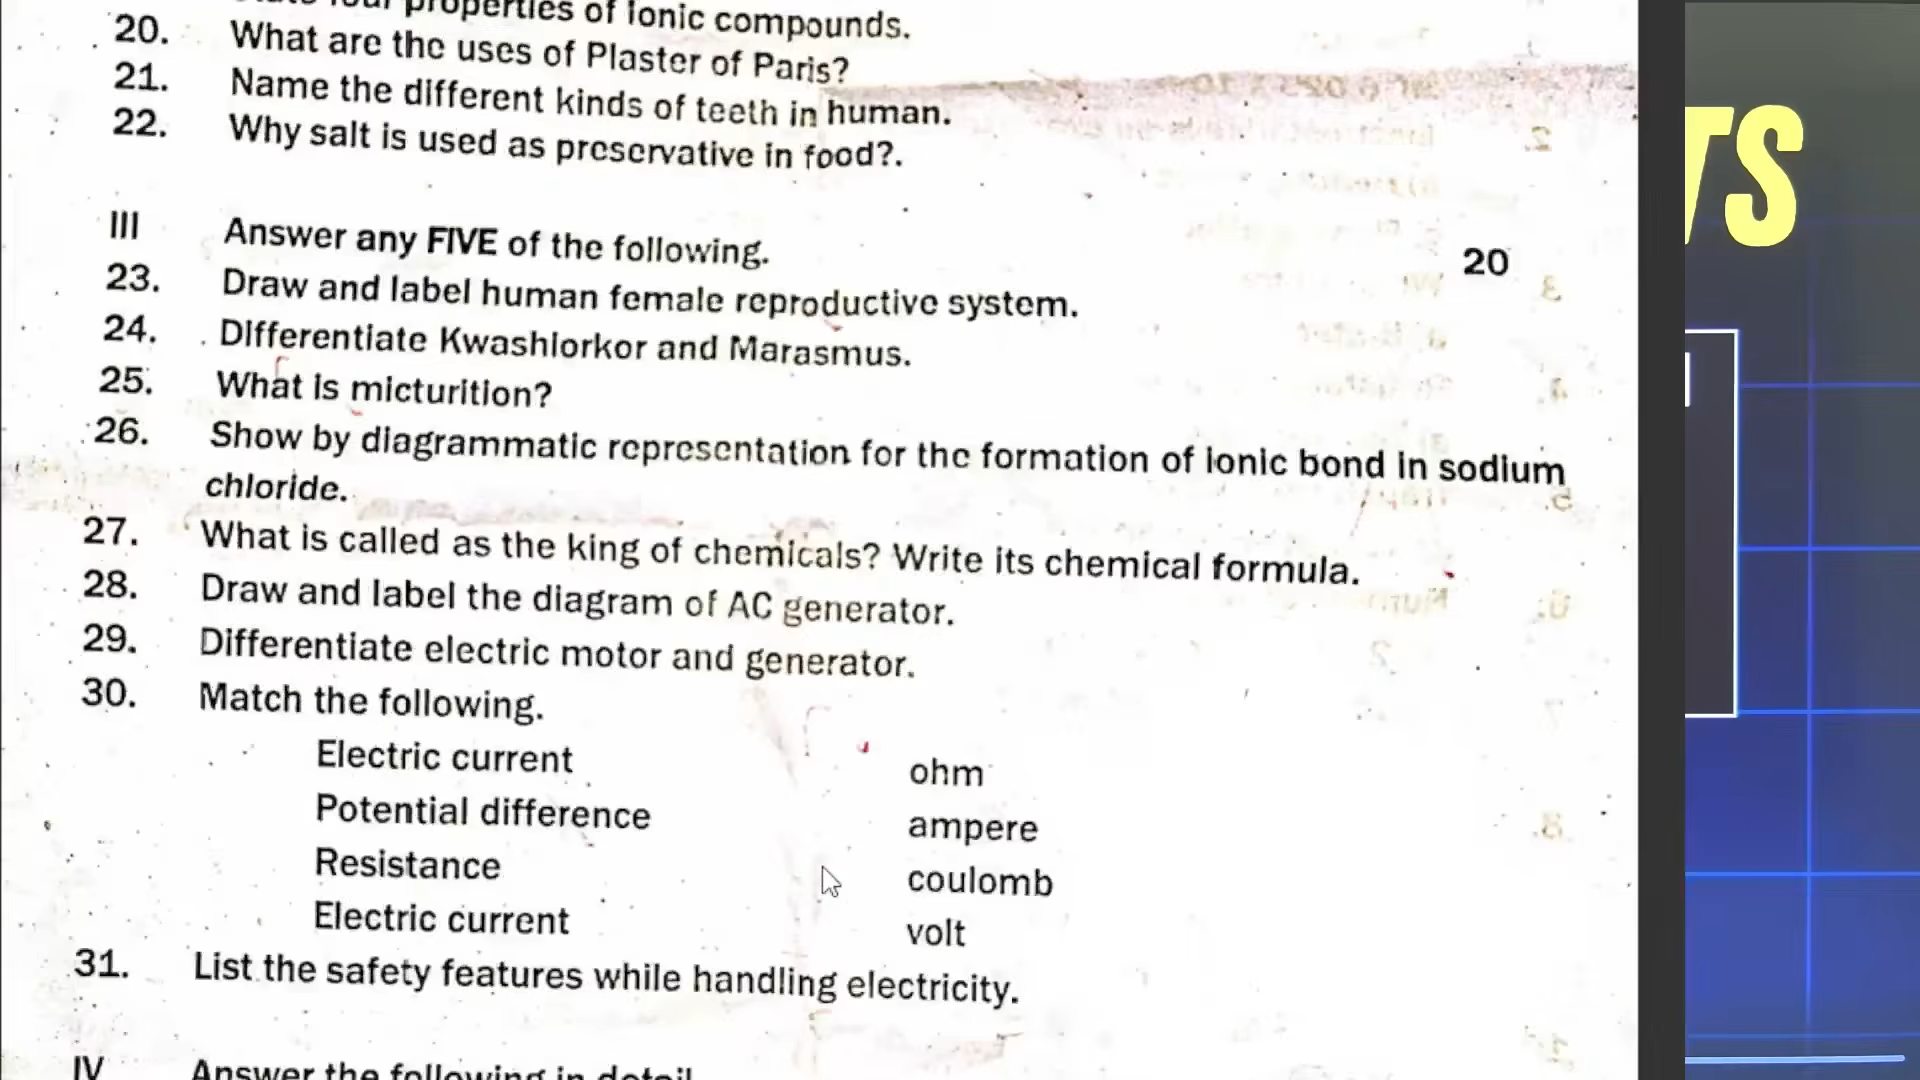 four properties of ionic compounds.
20. What are the uses of Plaster of Paris?
21. Name the different kinds of teeth in human.
22. Why salt is used as preservative in food?.
III Answer any FIVE of the following. 20
23. Draw and label human female reproductive system.
24. Differentiate Kwashiorkor and Marasmus.
25. What is micturition?
26. Show by diagrammatic representation for the formation of ionic bond in sodium
chloride.
27. What is called as the king of chemicals? Write its chemical formula.
28. Draw and label the diagram of AC generator.
29. Differentiate electric motor and generator.
30. Match the following.
Electric current ohm
Potential difference ampere
Resistance coulomb
Electric current volt
31. List the safety features while handling electricity.
IV Answer the following in detail
TS